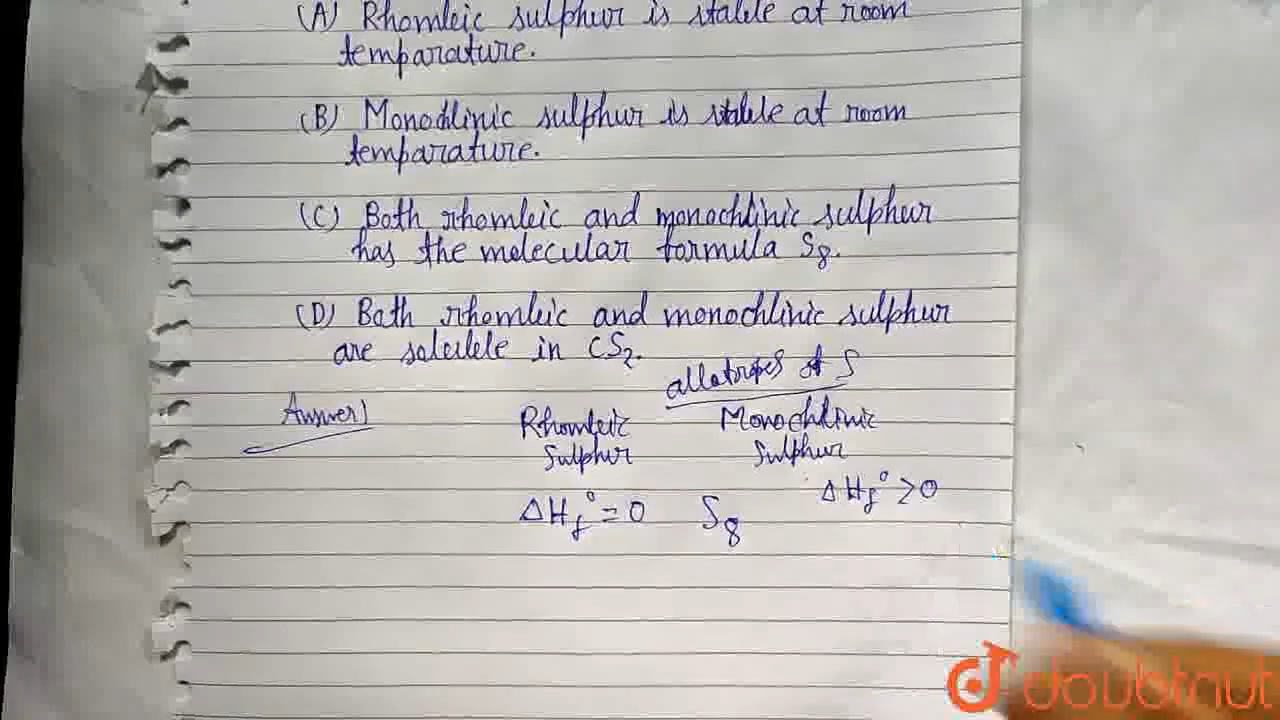 (A) Rhombic sulphur is stable at room
temparature.
(B) Monochlinic sulphur is stable at room
temparature.
(C) Both rhombic and monochlinic sulphur
has the molecular formula S₈.
(D) Both rhombic and monochlinic sulphur
are soluble in CS₂.
allotropes of S
Answer)
Rhombic
Sulphur
Monochlinic
Sulphur
ΔHf° = 0
S₈
ΔHf° > 0
doubtnut